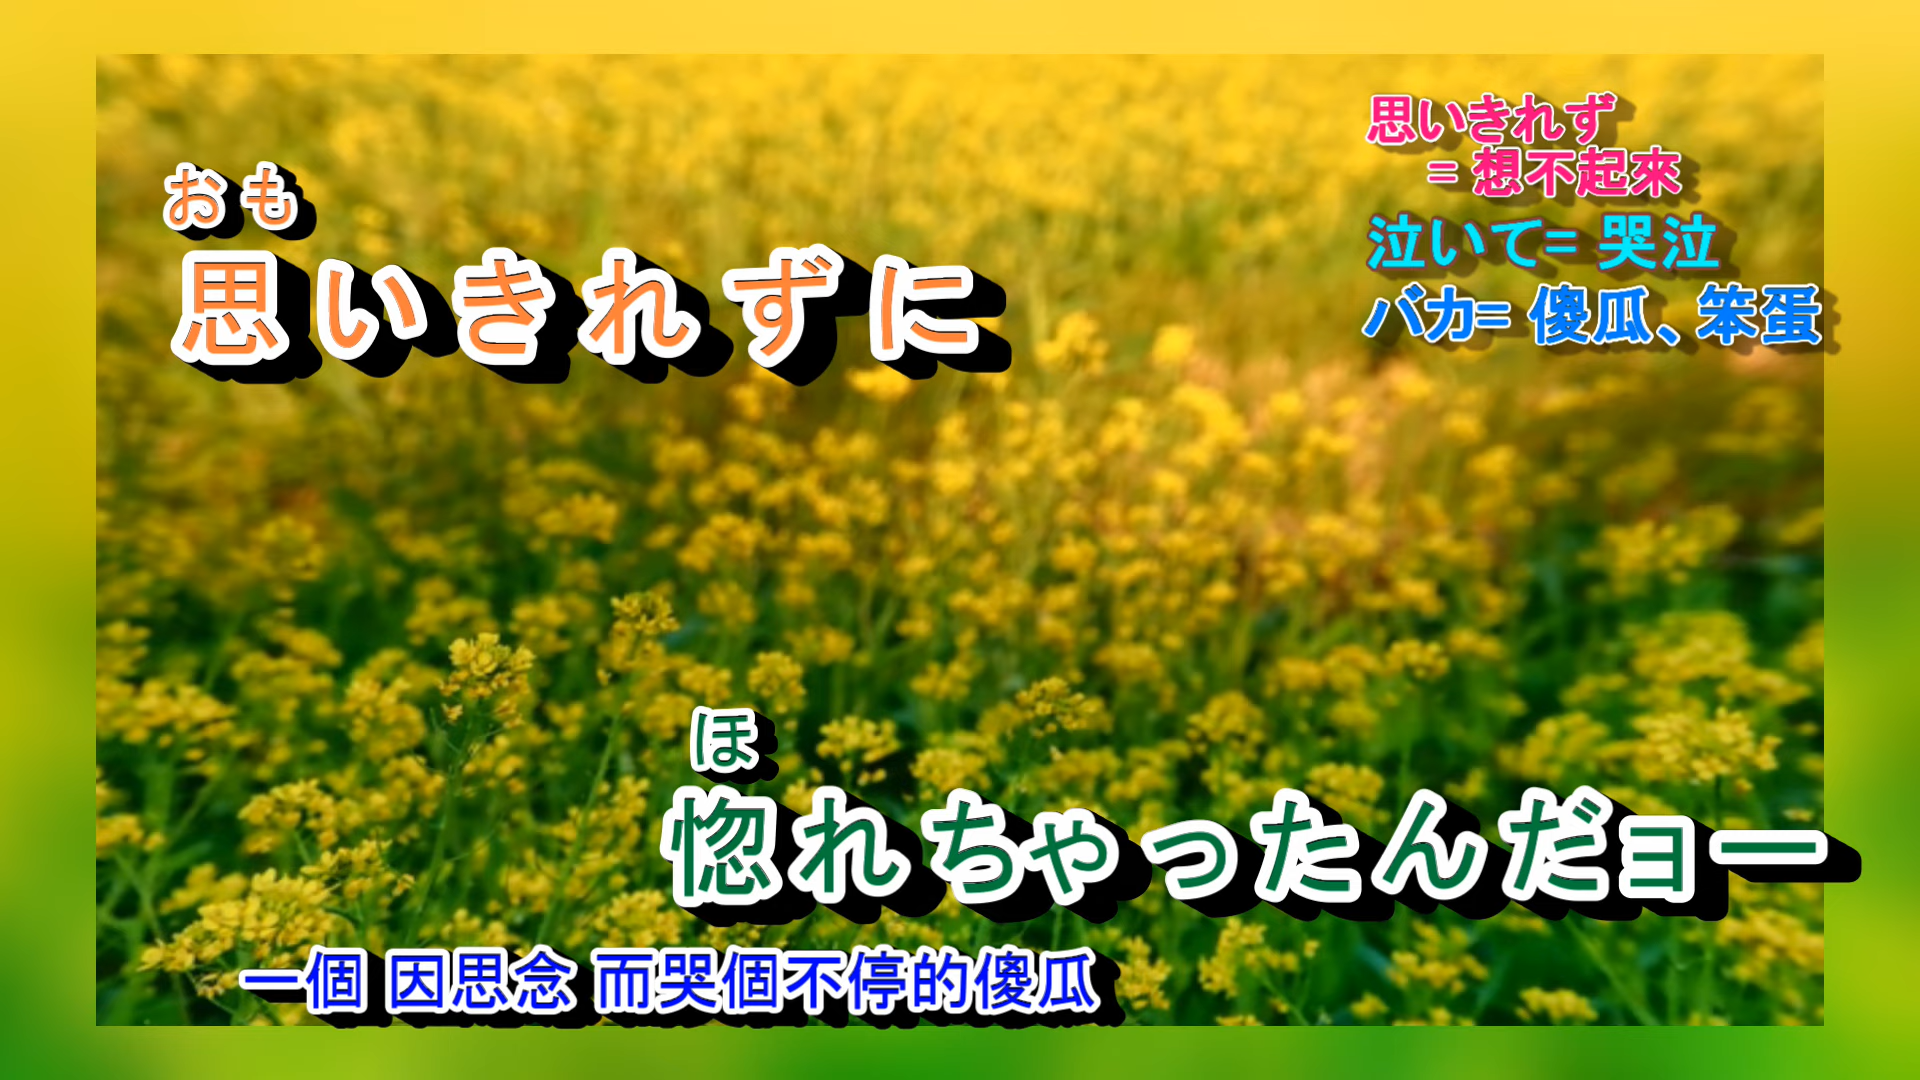 おも
思いきれずに
思いきれず
= 想不起來
泣いて= 哭泣
バカ= 傻瓜、笨蛋
ほ
惚れちゃったんだョー
一個 因思念 而哭個不停的傻瓜